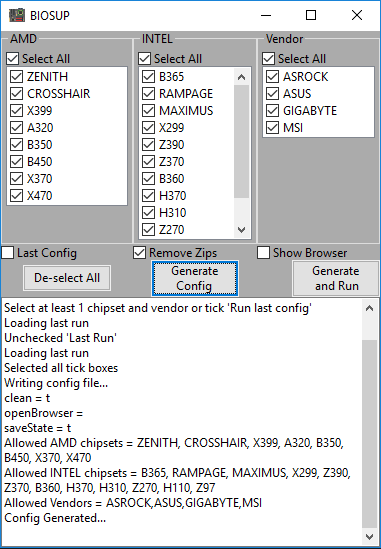 BIOSUP
AMD INTEL Vendor
Select All Select All Select All
ZENITH B365 ASROCK
CROSSHAIR RAMPAGE ASUS
X399 MAXIMUS GIGABYTE
A320 X299 MSI
B350 Z390
B450 Z370
X370 B360
X470 H370
H310
Z270
Last Config Remove Zips Show Browser
De-select All Generate Config Generate and Run
Select at least 1 chipset and vendor or tick 'Run last config'
Loading last run
Unchecked 'Last Run'
Loading last run
Selected all tick boxes
Writing config file...
clean = t
openBrowser =
saveState = t
Allowed AMD chipsets = ZENITH, CROSSHAIR, X399, A320, B350,
B450, X370, X470
Allowed INTEL chipsets = B365, RAMPAGE, MAXIMUS, X299, Z390,
Z370, B360, H370, H310, Z270, H110, Z97
Allowed Vendors = ASROCK,ASUS,GIGABYTE,MSI
Config Generated...